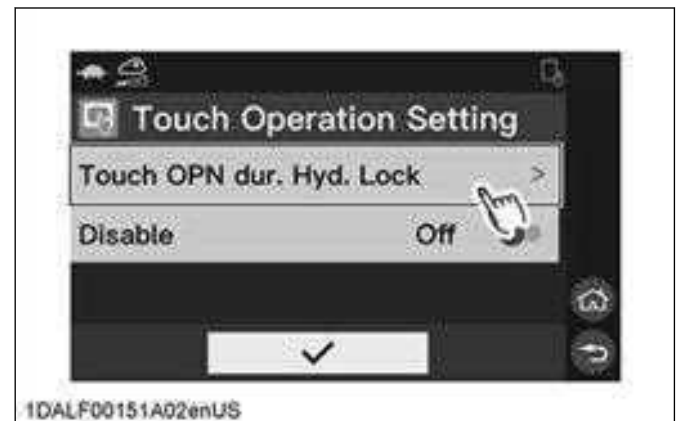 Touch Operation Setting
Touch OPN dur. Hyd. Lock >
Disable Off
1DALF00151A02enUS